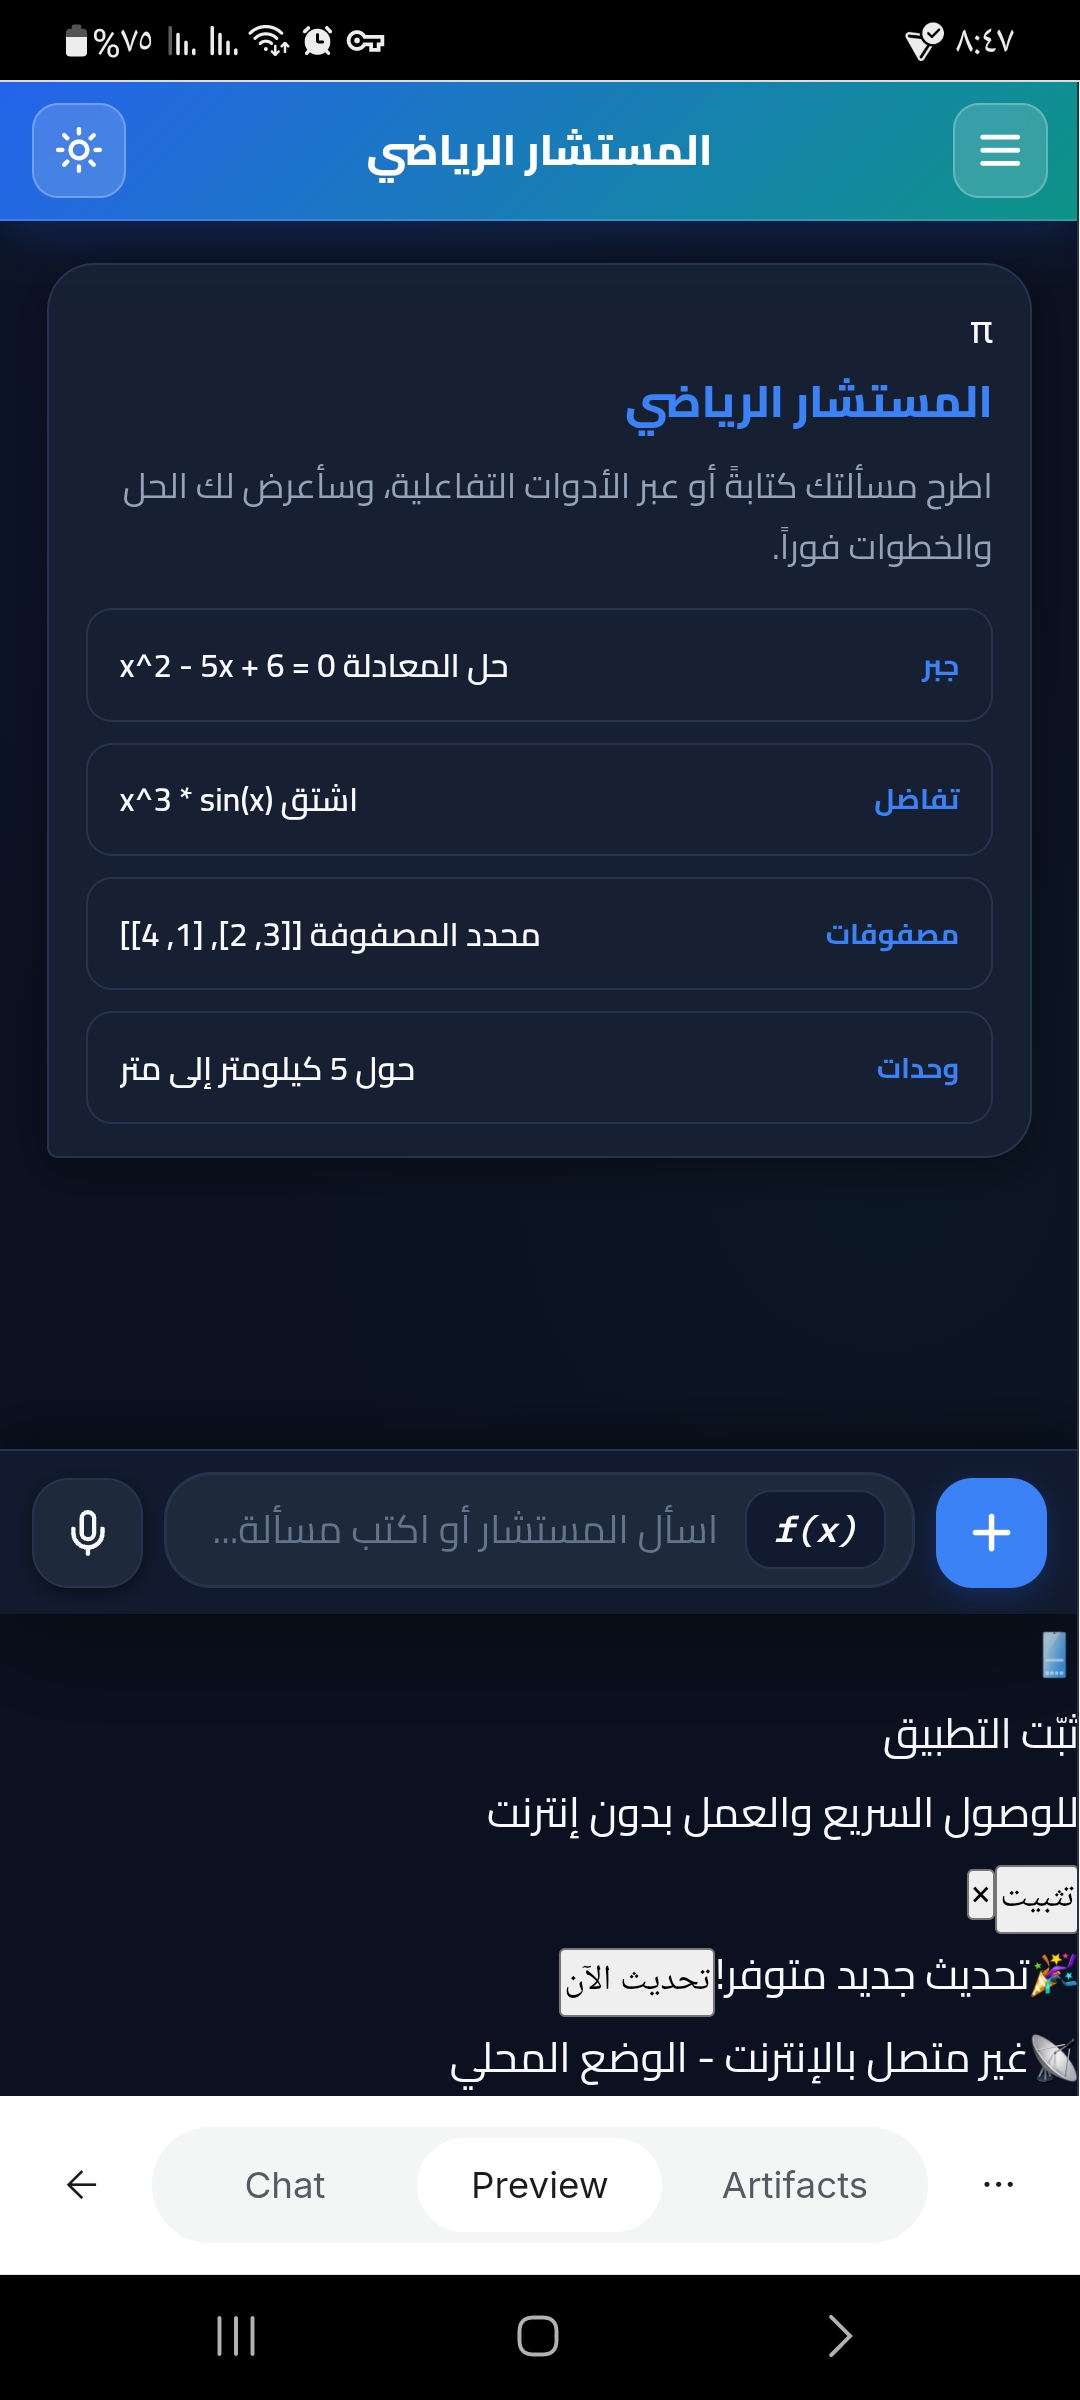 %٧٥
٨:٤٧
المستشار الرياضي
π
المستشار الرياضي
اطرح مسألتك كتابةً أو عبر الأدوات التفاعلية، وسأعرض لك الحل
والخطوات فوراً.
جبر
حل المعادلة x^2 - 5x + 6 = 0
تفاضل
اشتق x^3 * sin(x)
مصفوفات
محدد المصفوفة [[3, 2], [1, 4]]
وحدات
حول 5 كيلومتر إلى متر
f(x)
اسأل المستشار أو اكتب مسألة...
ثبّت التطبيق
للوصول السريع والعمل بدون إنترنت
تثبيت ×
🎉 تحديث جديد متوفر! تحديث الآن
📡 غير متصل بالإنترنت - الوضع المحلي
Chat Preview Artifacts